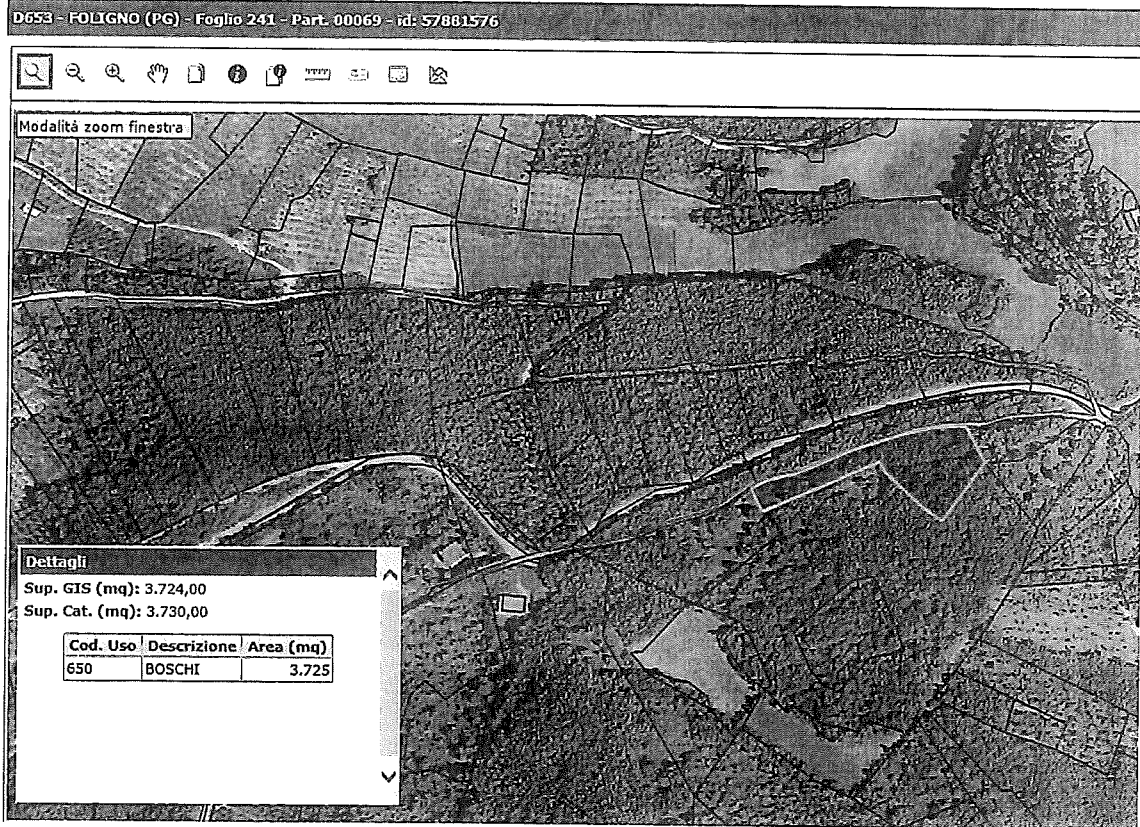 D653 - FOLIGNO (PG) - Foglio 241 - Part. 00069 - id: 57881576
Modalità zoom finestra
Dettagli
Sup. GIS (mq): 3.724,00
Sup. Cat. (mq): 3.730,00
Cod. Uso Descrizione Area (mq)
650 BOSCHI 3.725